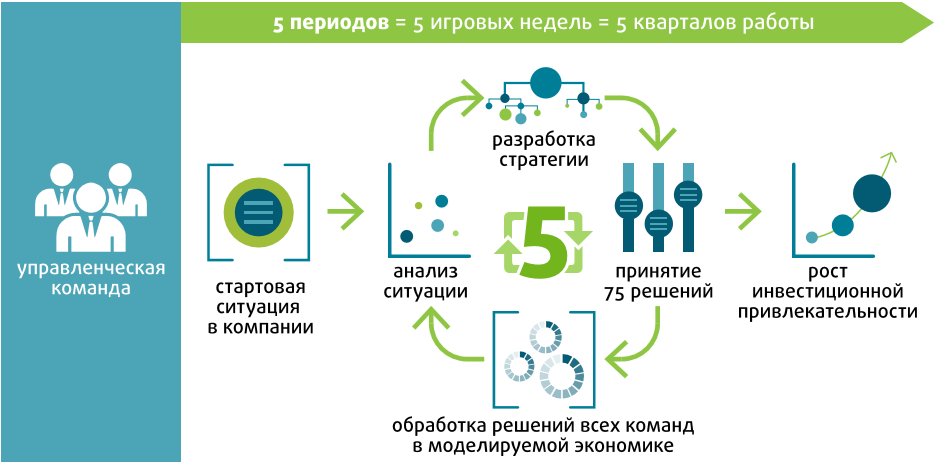 5 периодов = 5 игровых недель = 5 кварталов работы
управленческая
команда
стартовая
ситуация
в компании
анализ
ситуации
разработка
стратегии
5
принятие
75 решений
обработка решений всех команд
в моделируемой экономике
рост
инвестиционной
привлекательности